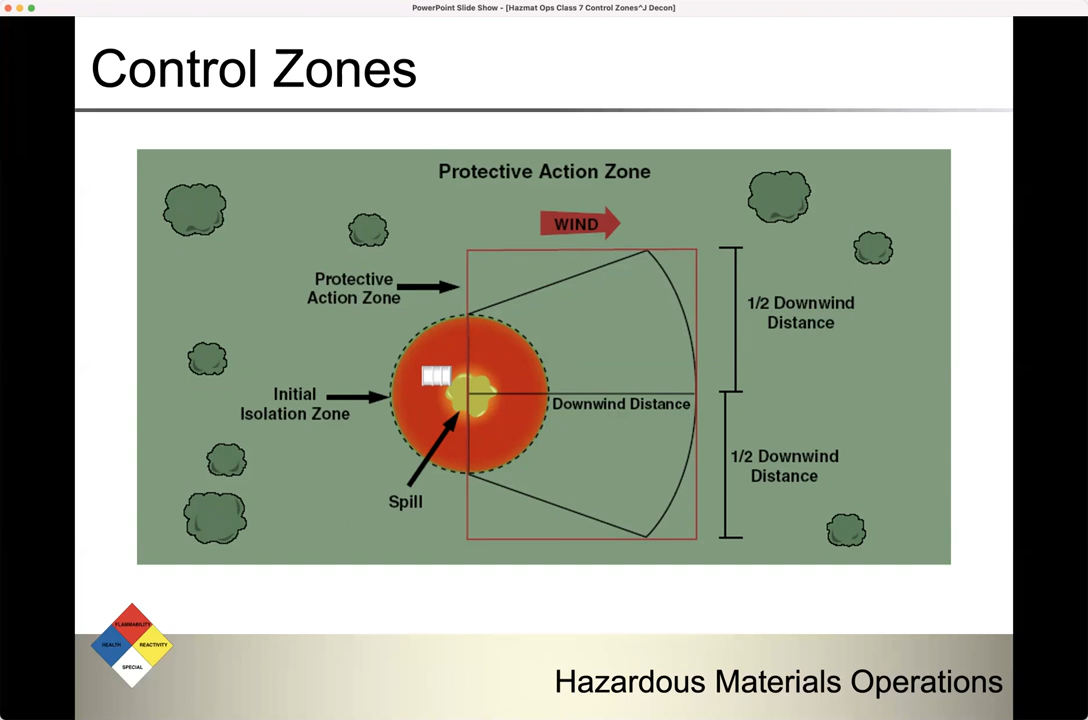 PowerPoint Slide Show - [Hazmat Ops Class 7 Control Zones^J Decon]
Control Zones
Protective Action Zone
WIND
Protective
Action Zone
1/2 Downwind
Distance
Initial
Isolation Zone
Downwind Distance
1/2 Downwind
Distance
Spill
FLAMMABILITY
HEALTH
REACTIVITY
SPECIAL
Hazardous Materials Operations